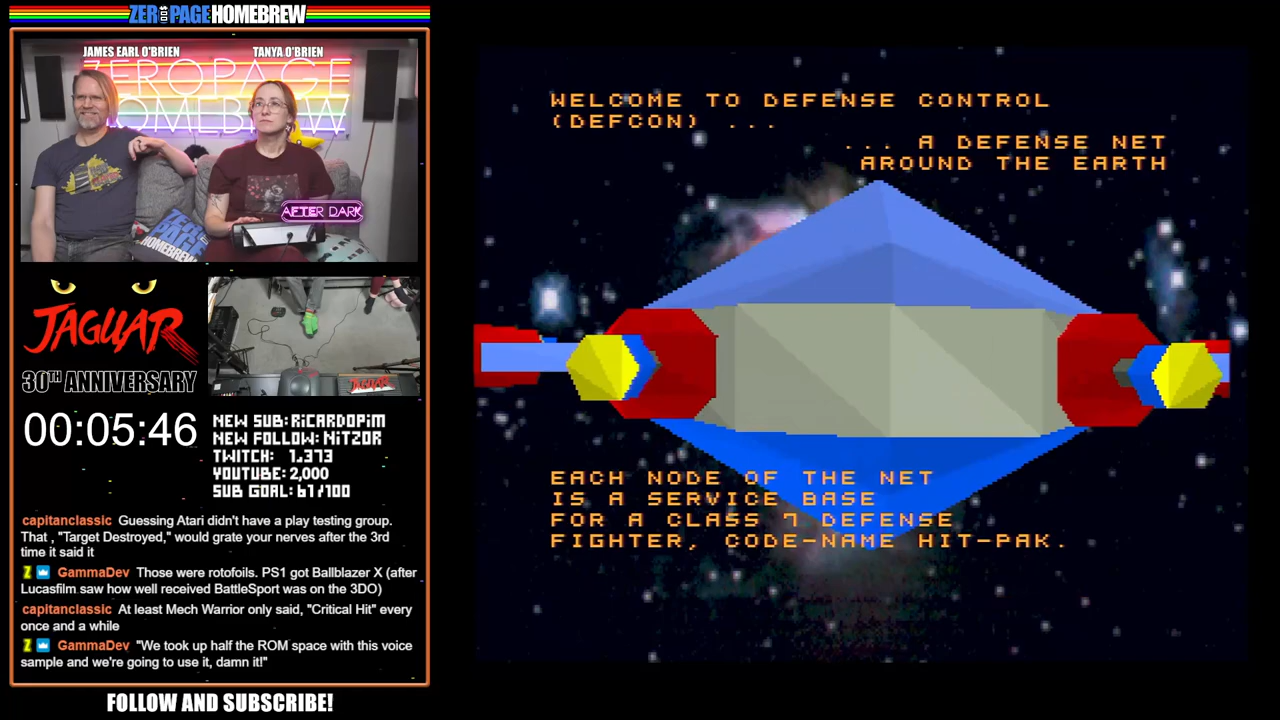 ZEROPAGE HOMEBREW
JAMES EARL O'BRIEN
TANYA O'BRIEN
ZEROPAGE
HOMEBREW
AFTER DARK
ZERO PAGE
HOMEBREW
JAGUAR
30TH ANNIVERSARY
JAGUAR
00:05:46
NEW SUB: RICARDOPIM
NEW FOLLOW: NITZOR
TWITCH: 1,373
YOUTUBE: 2,000
SUB GOAL: 67/100
capitanclassic Guessing Atari didn't have a play testing group.
That , "Target Destroyed," would grate your nerves after the 3rd
time it said it
Z GammaDev Those were rotofoils. PS1 got Ballblazer X (after
Lucasfilm saw how well received BattleSport was on the 3DO)
capitanclassic At least Mech Warrior only said, "Critical Hit" every
once and a while
Z GammaDev "We took up half the ROM space with this voice
sample and we're going to use it, damn it!"
FOLLOW AND SUBSCRIBE!
WELCOME TO DEFENSE CONTROL
(DEFCON) ...
... A DEFENSE NET
AROUND THE EARTH
EACH NODE OF THE NET
IS A SERVICE BASE
FOR A CLASS 7 DEFENSE
FIGHTER, CODE-NAME HIT-PAK.